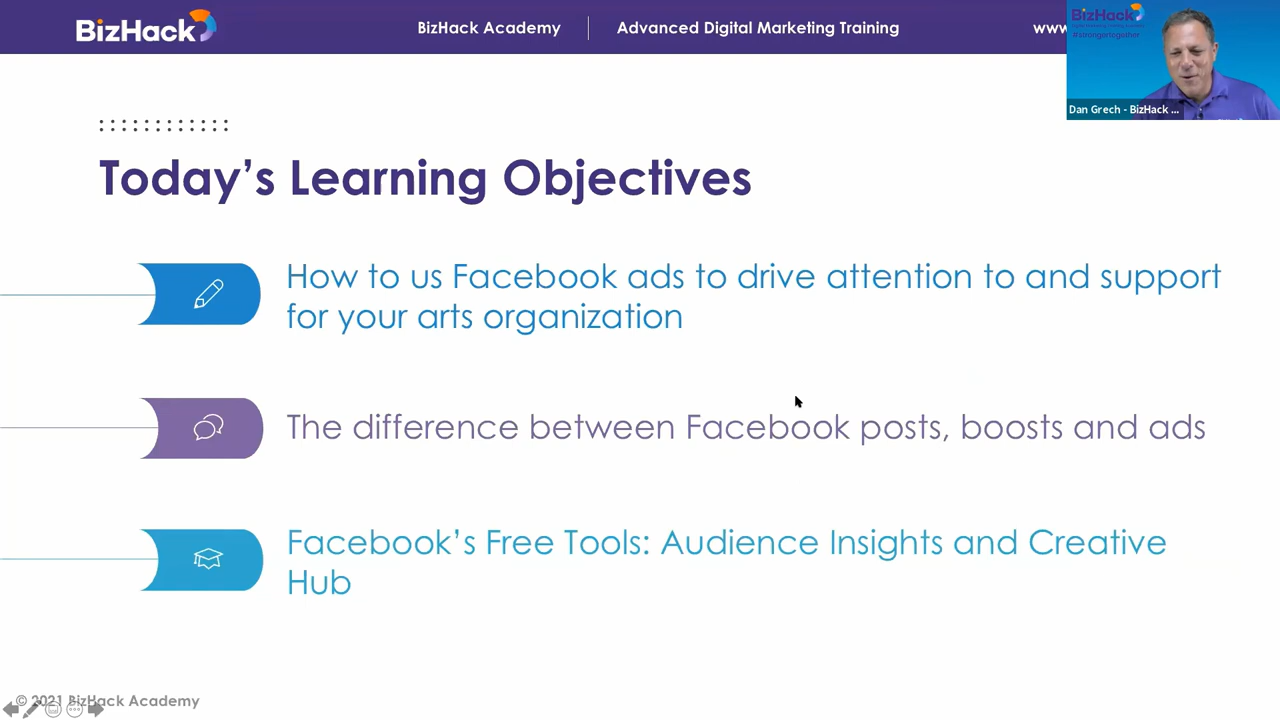 BizHack
BizHack Academy
Advanced Digital Marketing Training
www
BizHack
#strongertogether
Dan Grech - BizHack ...
Today's Learning Objectives
How to us Facebook ads to drive attention to and support
for your arts organization
The difference between Facebook posts, boosts and ads
Facebook's Free Tools: Audience Insights and Creative
Hub
© 2021 BizHack Academy